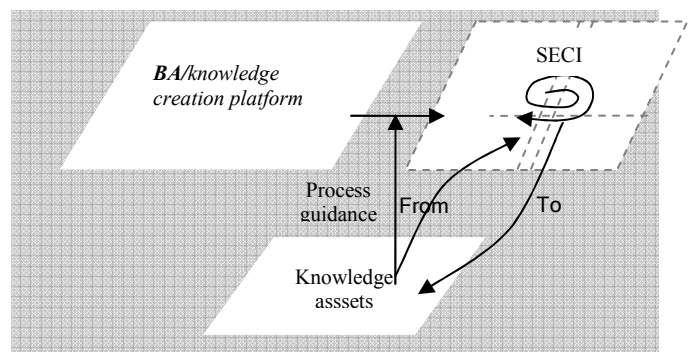 BA/knowledge
creation platform
SECI
Process
guidance
From
To
Knowledge
asssets